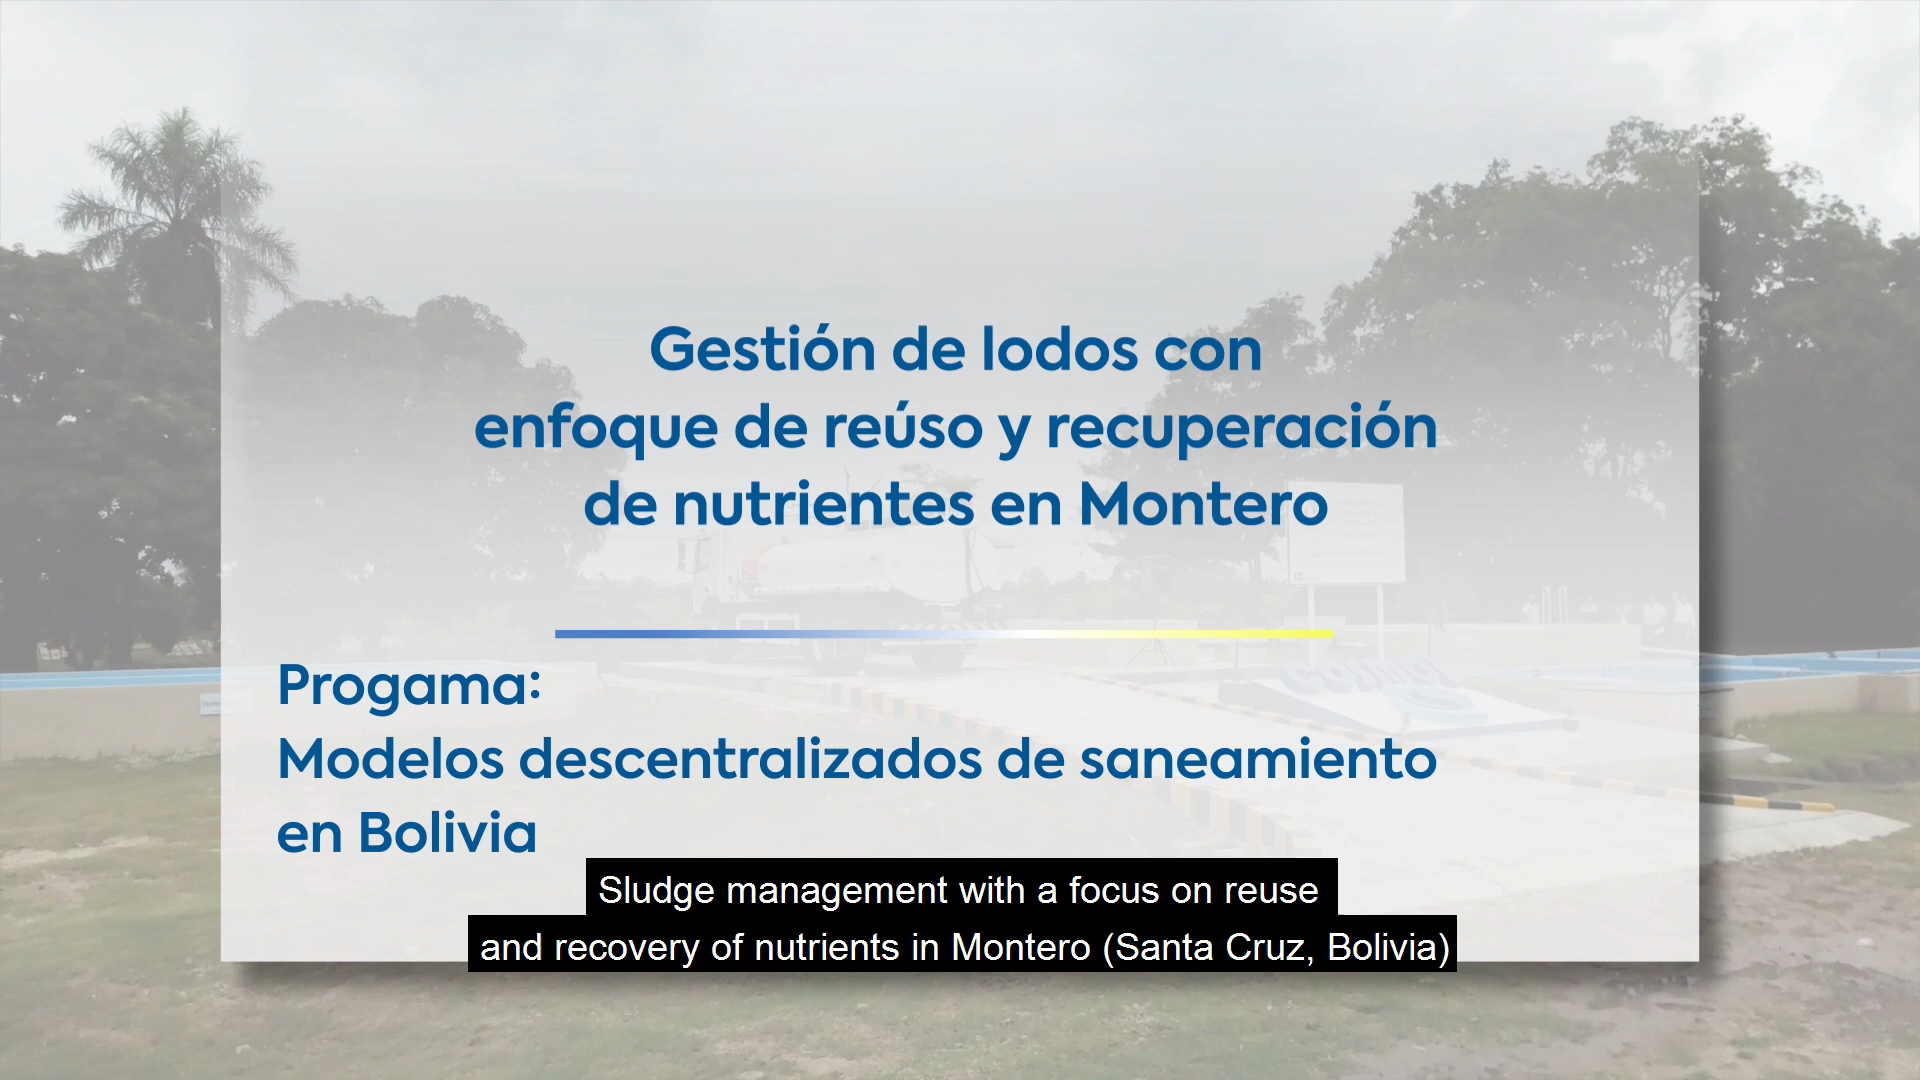 Gestión de lodos con
enfoque de reúso y recuperación
de nutrientes en Montero
Progama:
Modelos descentralizados de saneamiento
en Bolivia
Sludge management with a focus on reuse
and recovery of nutrients in Montero (Santa Cruz, Bolivia)